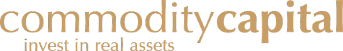 commoditycapital
invest in real assets